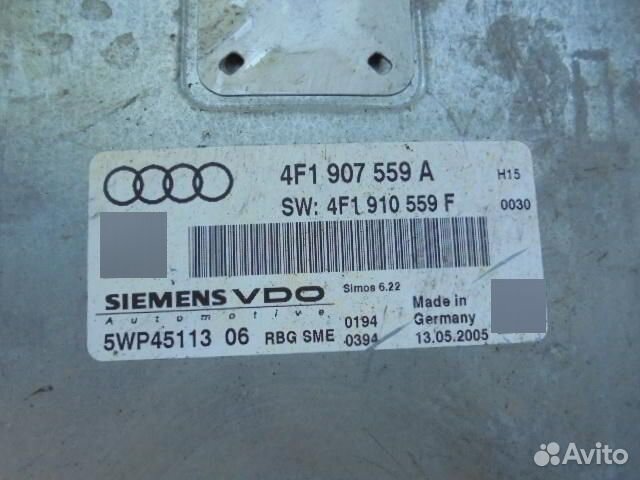 4F1 907 559 A H15
SW: 4F1 910 559 F 0030
SIEMENS VDO Simos 6.22
Automotive
5WP45113 06 RBG SME 0194 Made in
0394 Germany
13.05.2005
Avito